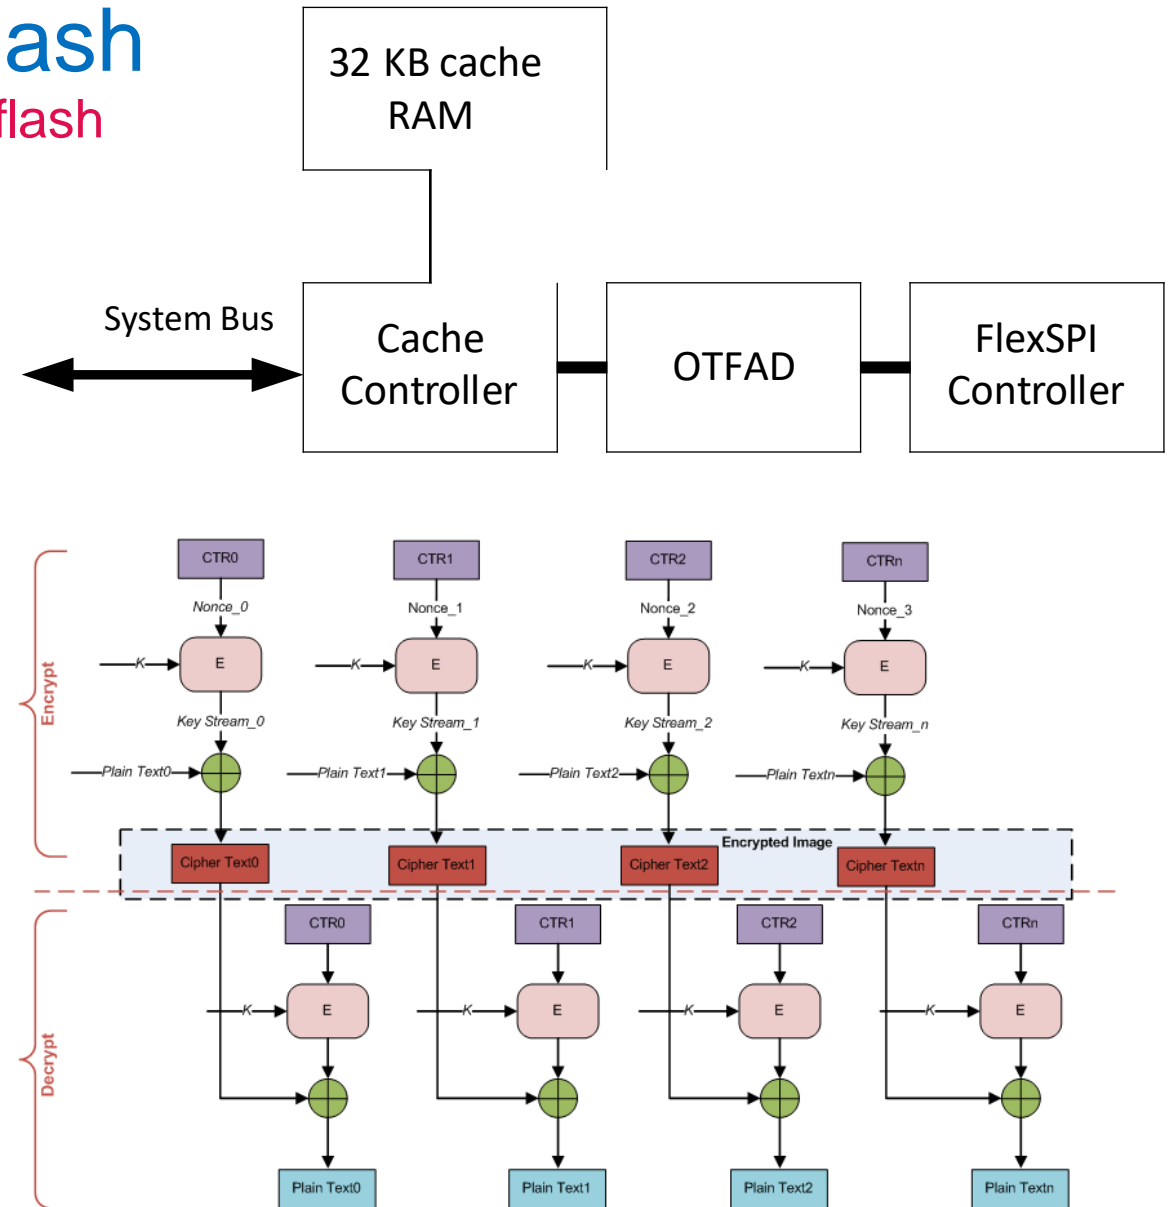 ash
flash
32 KB cache
RAM
System Bus
Cache
Controller
OTFAD
FlexSPI
Controller
CTR0
CTR1
CTR2
CTRn
Nonce_0
Nonce_1
Nonce_2
Nonce_3
Encrypt
K
E
K
E
K
E
K
E
Key Stream_0
Key Stream_1
Key Stream_2
Key Stream_n
Plain Text0
Plain Text1
Plain Text2
Plain Textn
Encrypted Image
Cipher Text0
Cipher Text1
Cipher Text2
Cipher Textn
CTR0
CTR1
CTR2
CTRn
Decrypt
K
E
K
E
K
E
K
E
Plain Text0
Plain Text1
Plain Text2
Plain Textn